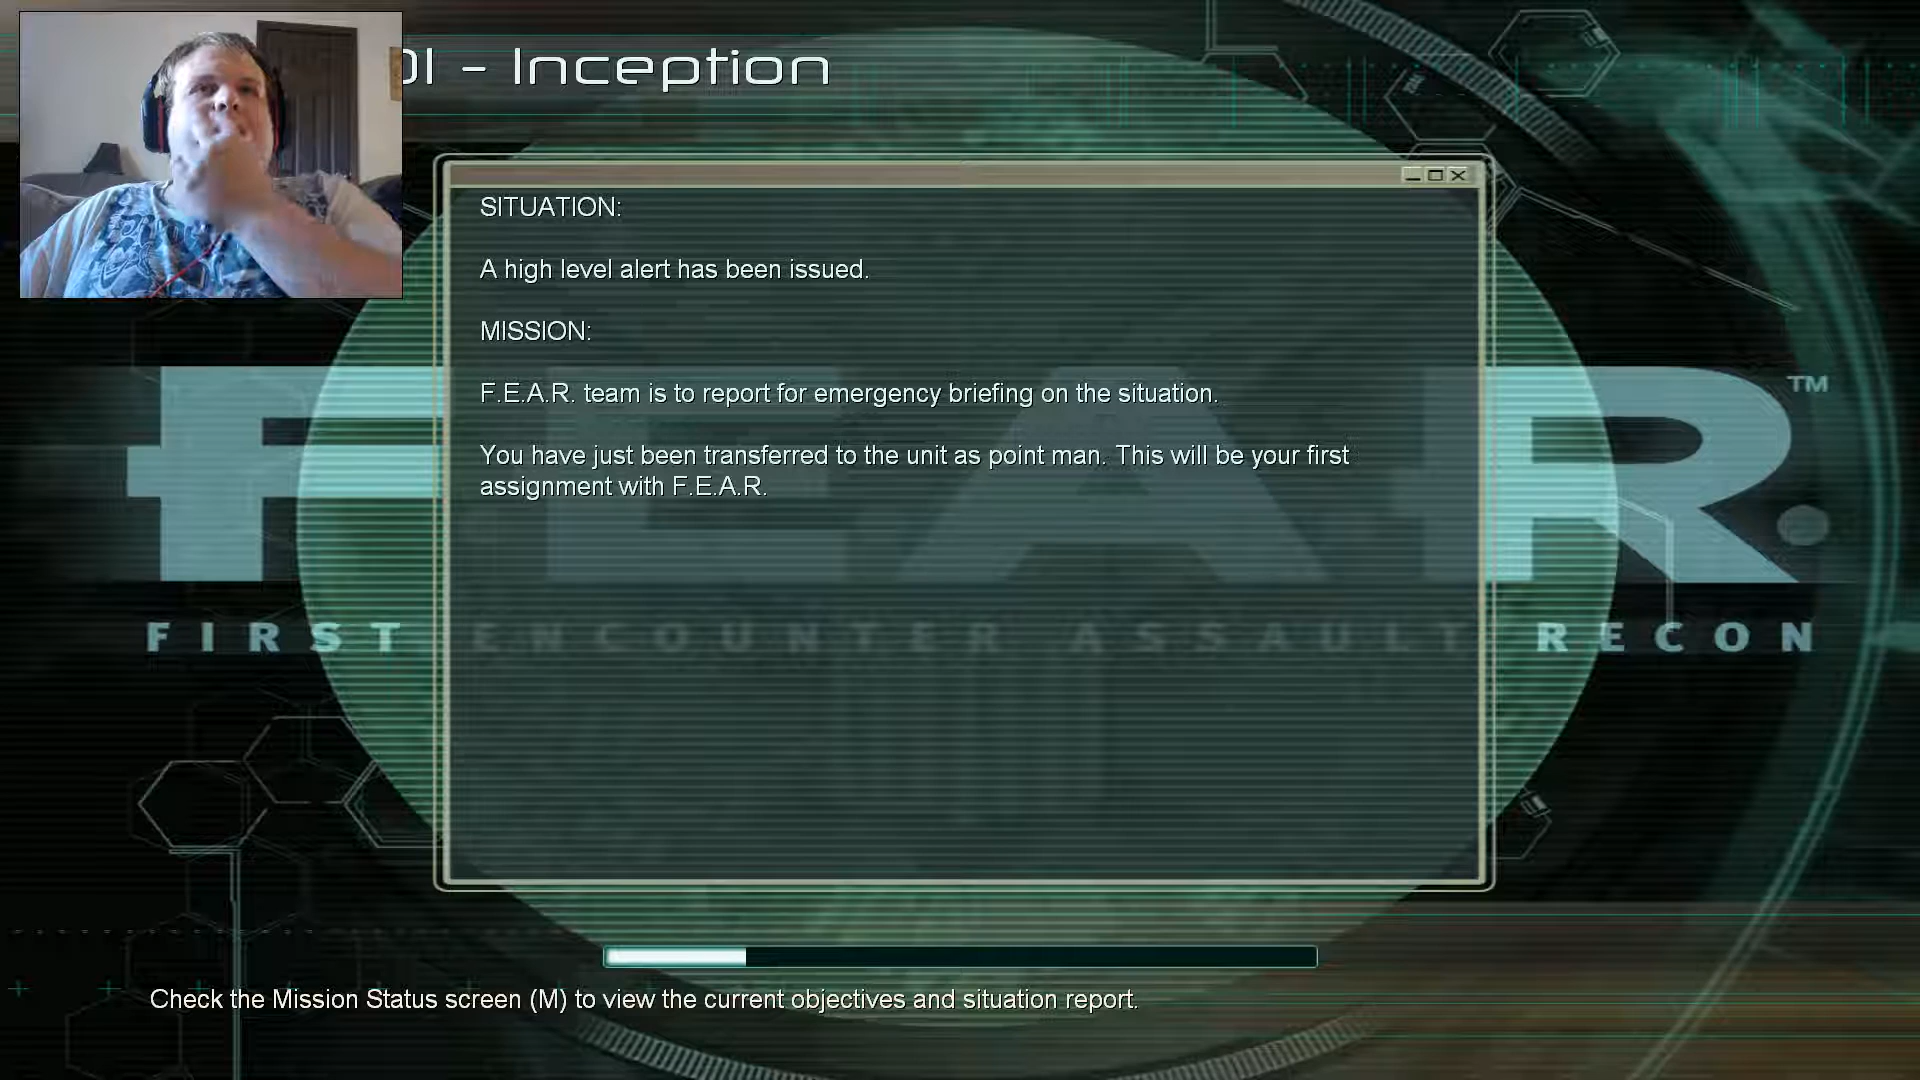 01 - Inception
SITUATION:
A high level alert has been issued.
MISSION:
F.E.A.R. team is to report for emergency briefing on the situation.
You have just been transferred to the unit as point man. This will be your first
assignment with F.E.A.R.
F.E.A.R. ™
FIRST ENCOUNTER ASSAULT RECON
Check the Mission Status screen (M) to view the current objectives and situation report.